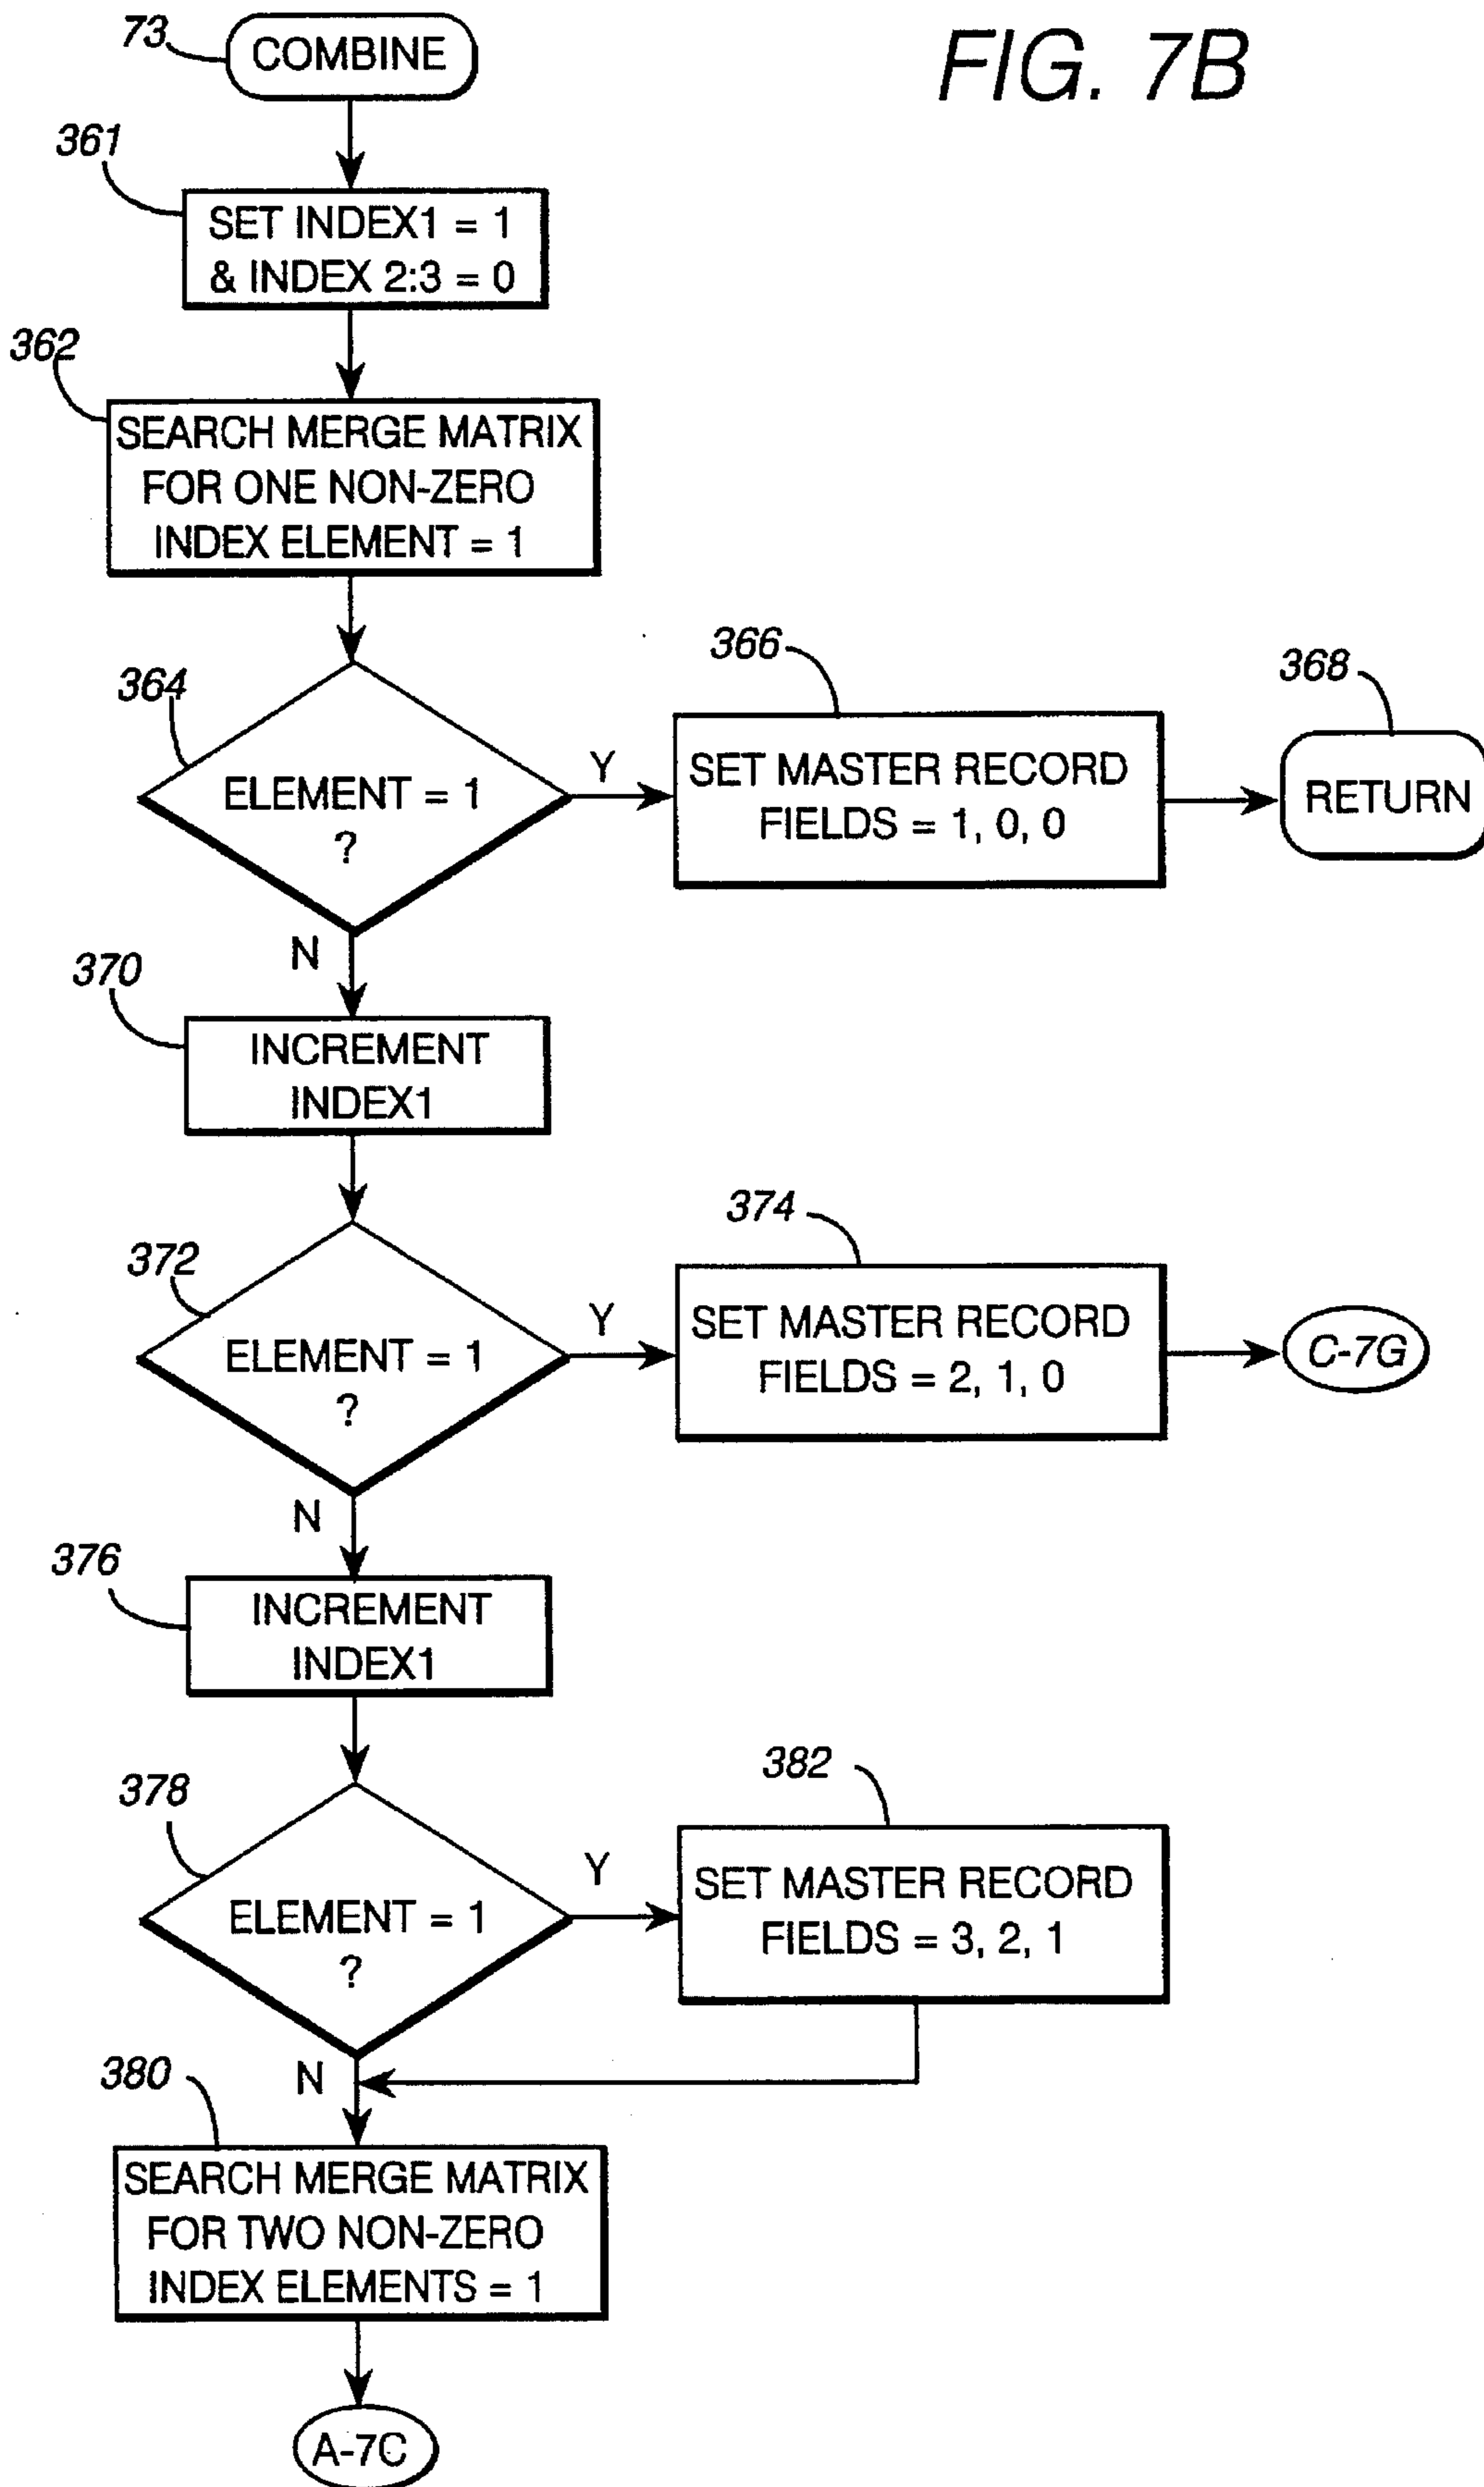 FIG. 7B
73
COMBINE
361
SET INDEX1 = 1
& INDEX 2:3 = 0
362
SEARCH MERGE MATRIX
FOR ONE NON-ZERO
INDEX ELEMENT = 1
364
ELEMENT = 1
?
Y
366
SET MASTER RECORD
FIELDS = 1, 0, 0
368
RETURN
N
370
INCREMENT
INDEX1
372
ELEMENT = 1
?
Y
374
SET MASTER RECORD
FIELDS = 2, 1, 0
C-7G
N
376
INCREMENT
INDEX1
378
ELEMENT = 1
?
Y
382
SET MASTER RECORD
FIELDS = 3, 2, 1
N
380
SEARCH MERGE MATRIX
FOR TWO NON-ZERO
INDEX ELEMENTS = 1
A-7C